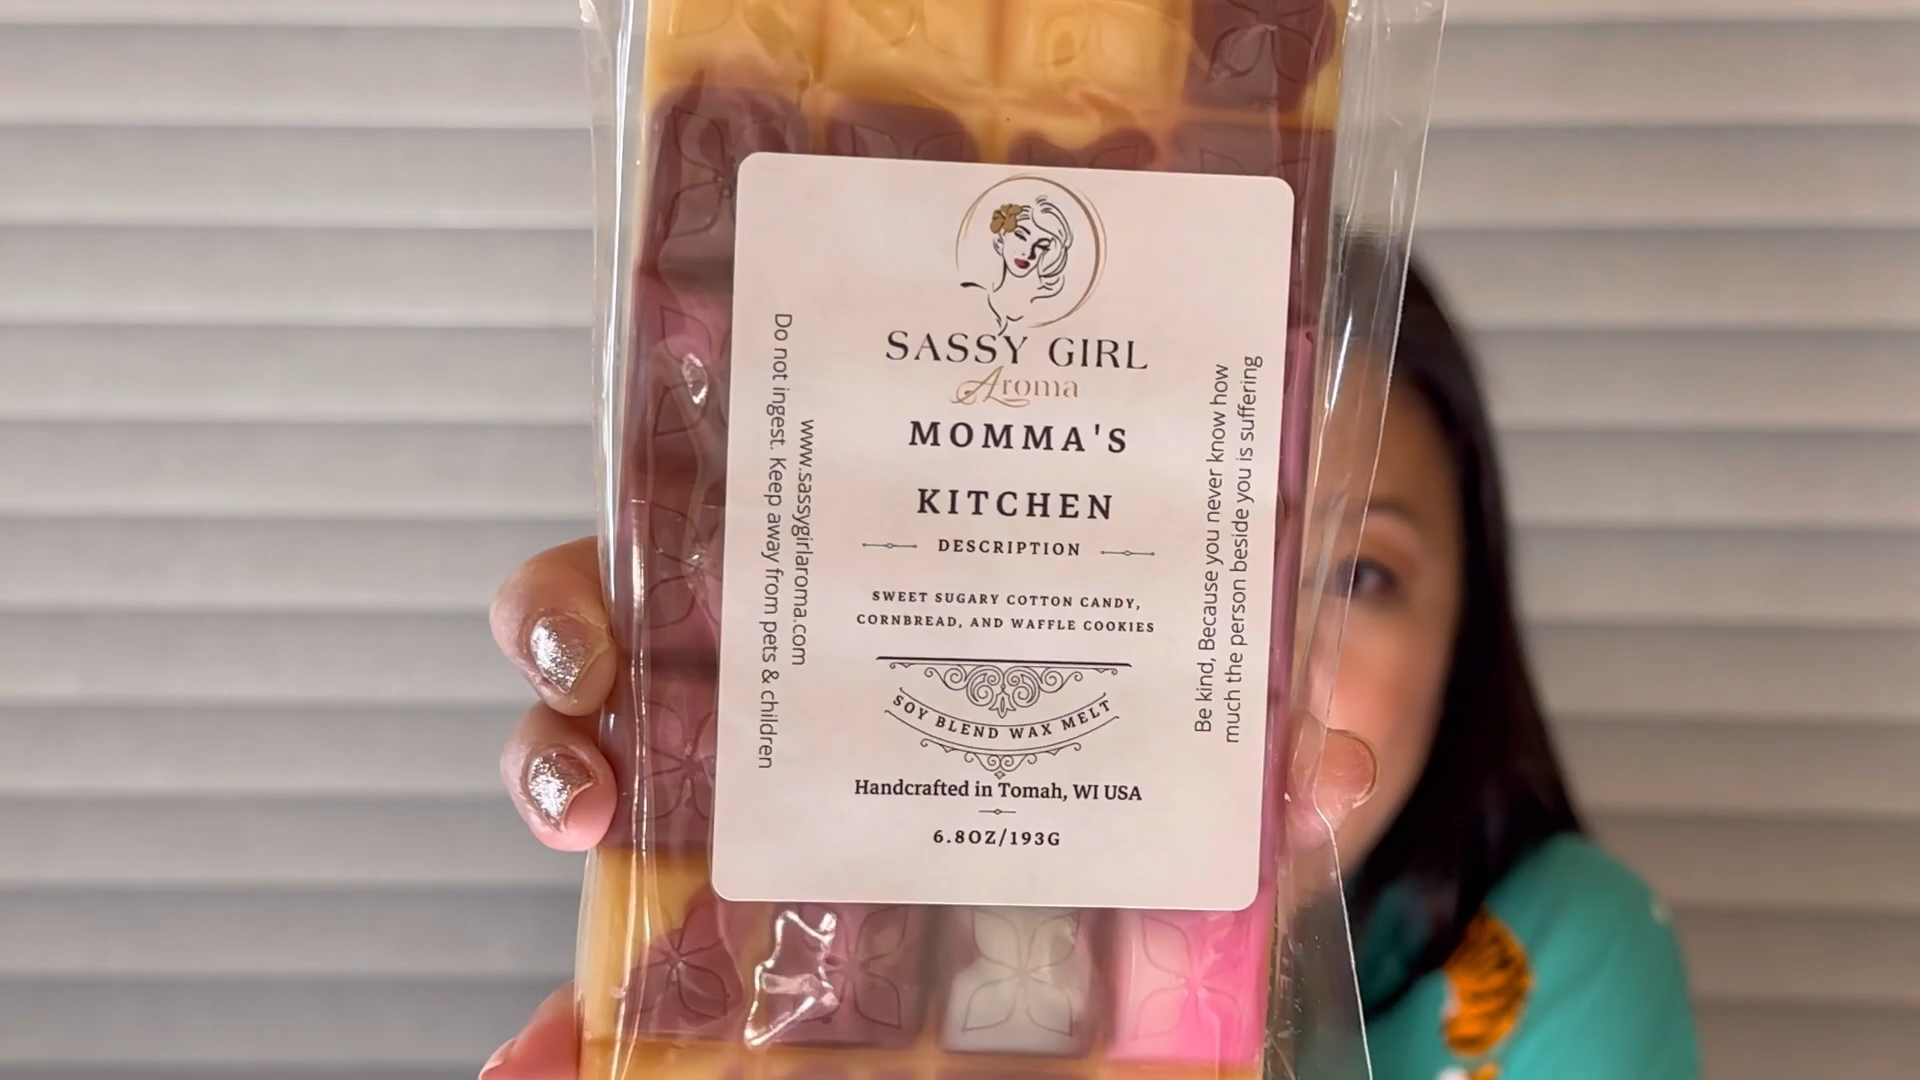 SASSY GIRL
Aroma
MOMMA'S
KITCHEN
DESCRIPTION
SWEET SUGARY COTTON CANDY,
CORNBREAD, AND WAFFLE COOKIES
SOY BLEND WAX MELT
Handcrafted in Tomah, WI USA
6.8OZ/193G
www.sassygirlaroma.com
Do not ingest. Keep away from pets & children
Be kind, Because you never know how
much the person beside you is suffering